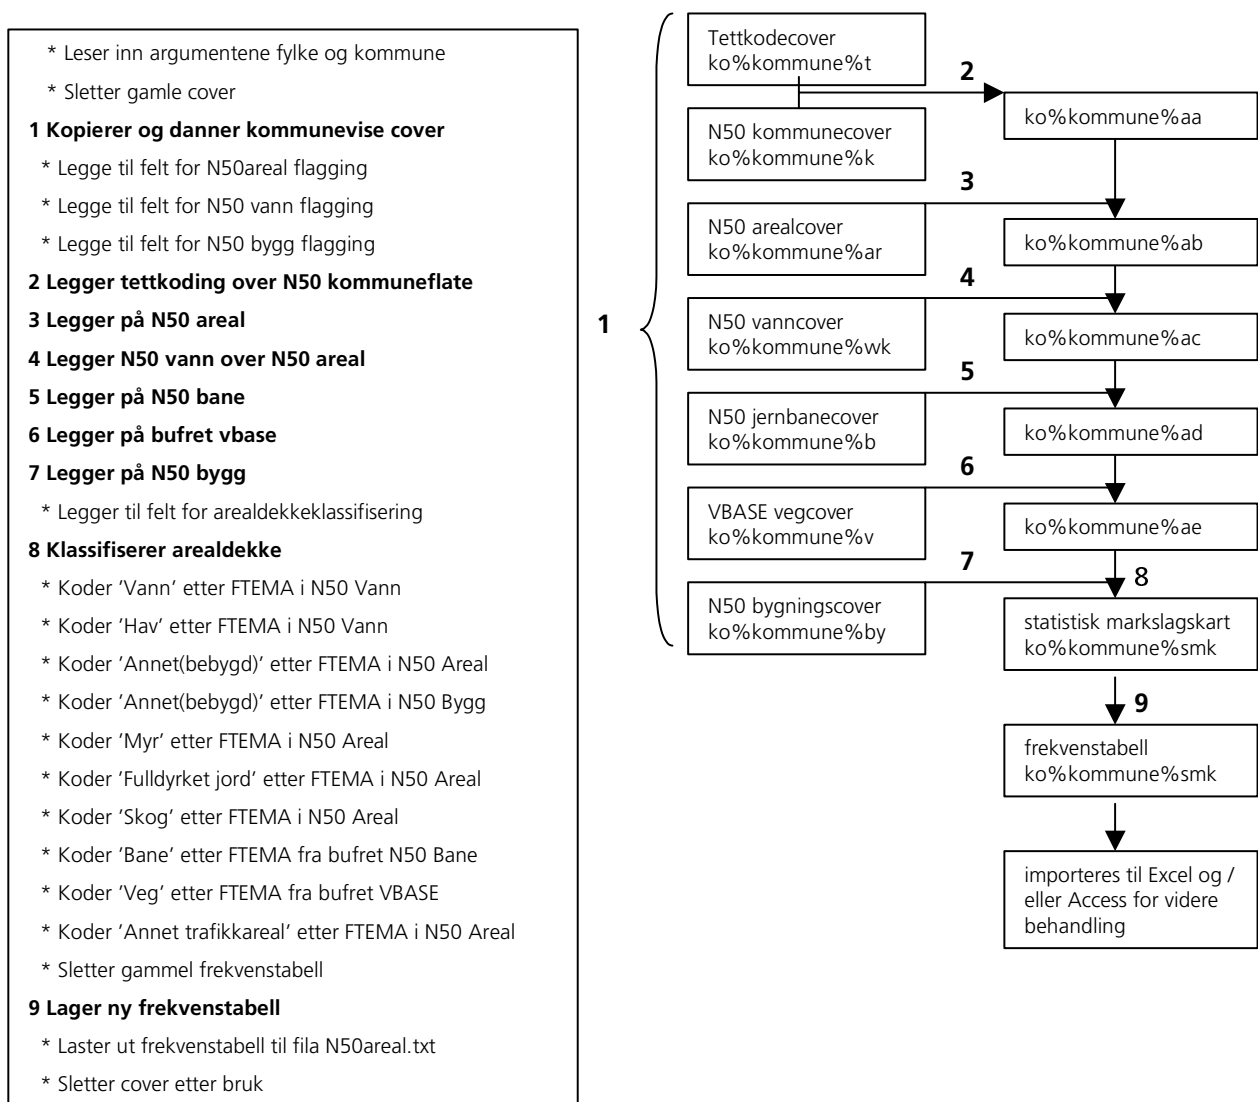 * Leser inn argumentene fylke og kommune
* Sletter gamle cover
1 Kopierer og danner kommunevise cover
* Legge til felt for N50areal flagging
* Legge til felt for N50 vann flagging
* Legge til felt for N50 bygg flagging
2 Legger tettkoding over N50 kommuneflate
3 Legger på N50 areal
4 Legger N50 vann over N50 areal
5 Legger på N50 bane
6 Legger på bufret vbase
7 Legger på N50 bygg
* Legger til felt for arealdekkeklassifisering
8 Klassifiserer arealdekke
* Koder ’Vann’ etter FTEMA i N50 Vann
* Koder ’Hav’ etter FTEMA i N50 Vann
* Koder ’Annet(bebygd)’ etter FTEMA i N50 Areal
* Koder ’Annet(bebygd)’ etter FTEMA i N50 Bygg
* Koder ’Myr’ etter FTEMA i N50 Areal
* Koder ’Fulldyrket jord’ etter FTEMA i N50 Areal
* Koder ’Skog’ etter FTEMA i N50 Areal
* Koder ’Bane’ etter FTEMA fra bufret N50 Bane
* Koder ’Veg’ etter FTEMA fra bufret VBASE
* Koder ’Annet trafikkareal’ etter FTEMA i N50 Areal
* Sletter gammel frekvenstabell
9 Lager ny frekvenstabell
* Laster ut frekvenstabell til fila N50areal.txt
* Sletter cover etter bruk
1
Tettkodecover
ko%kommune%t
N50 kommunecover
ko%kommune%k
N50 arealcover
ko%kommune%ar
N50 vanncover
ko%kommune%wk
N50 jernbanecover
ko%kommune%b
VBASE vegcover
ko%kommune%v
N50 bygningscover
ko%kommune%by
2
ko%kommune%aa
3
ko%kommune%ab
4
ko%kommune%ac
5
ko%kommune%ad
6
ko%kommune%ae
7
8
statistisk markslagskart
ko%kommune%smk
9
frekvenstabell
ko%kommune%smk
importeres til Excel og /
eller Access for videre
behandling